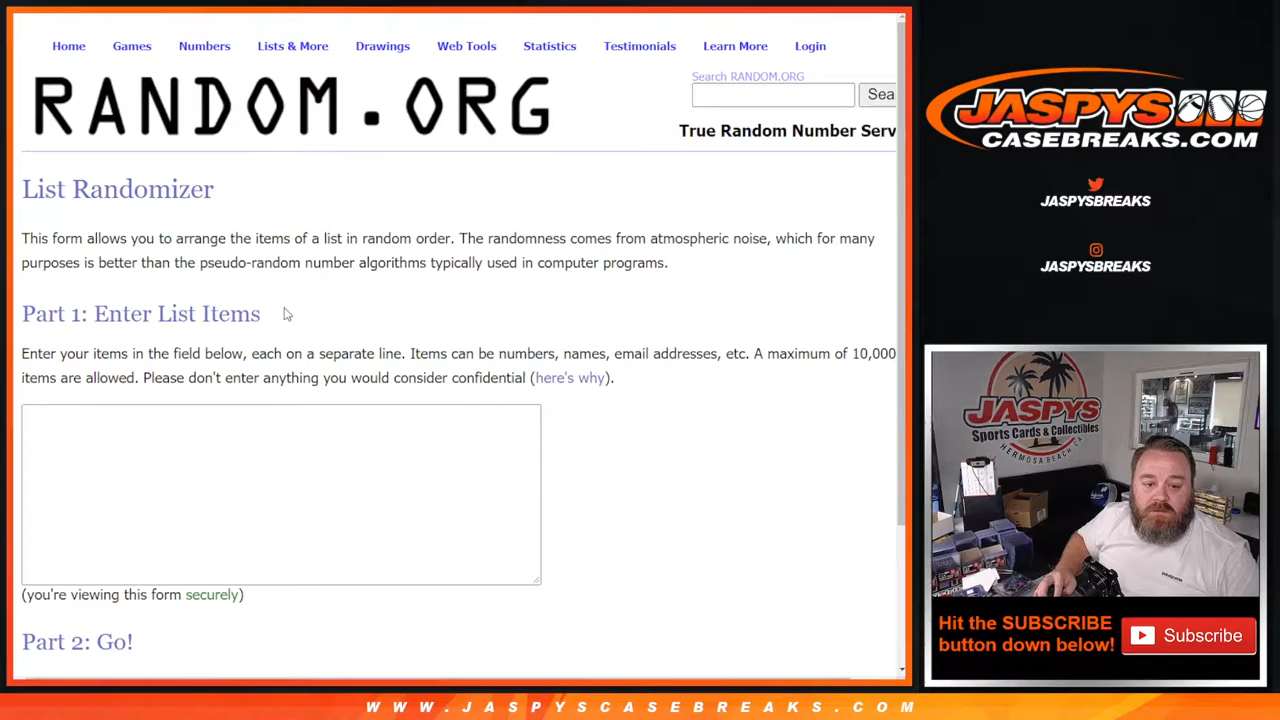 Home Games Numbers Lists & More Drawings Web Tools Statistics Testimonials Learn More Login
RANDOM.ORG
Search RANDOM.ORG
Sea
True Random Number Serv
List Randomizer
This form allows you to arrange the items of a list in random order. The randomness comes from atmospheric noise, which for many
purposes is better than the pseudo-random number algorithms typically used in computer programs.
Part 1: Enter List Items
Enter your items in the field below, each on a separate line. Items can be numbers, names, email addresses, etc. A maximum of 10,000
items are allowed. Please don't enter anything you would consider confidential (here's why).
(you're viewing this form securely)
Part 2: Go!
JASPYS
CASEBREAKS.COM
JASPYSBREAKS
JASPYSBREAKS
JASPYS
Sports Cards & Collectibles
HERMOSA BEACH, CA
patagonia
Hit the SUBSCRIBE
button down below!
Subscribe
WWW.JASPYSCASEBREAKS.COM